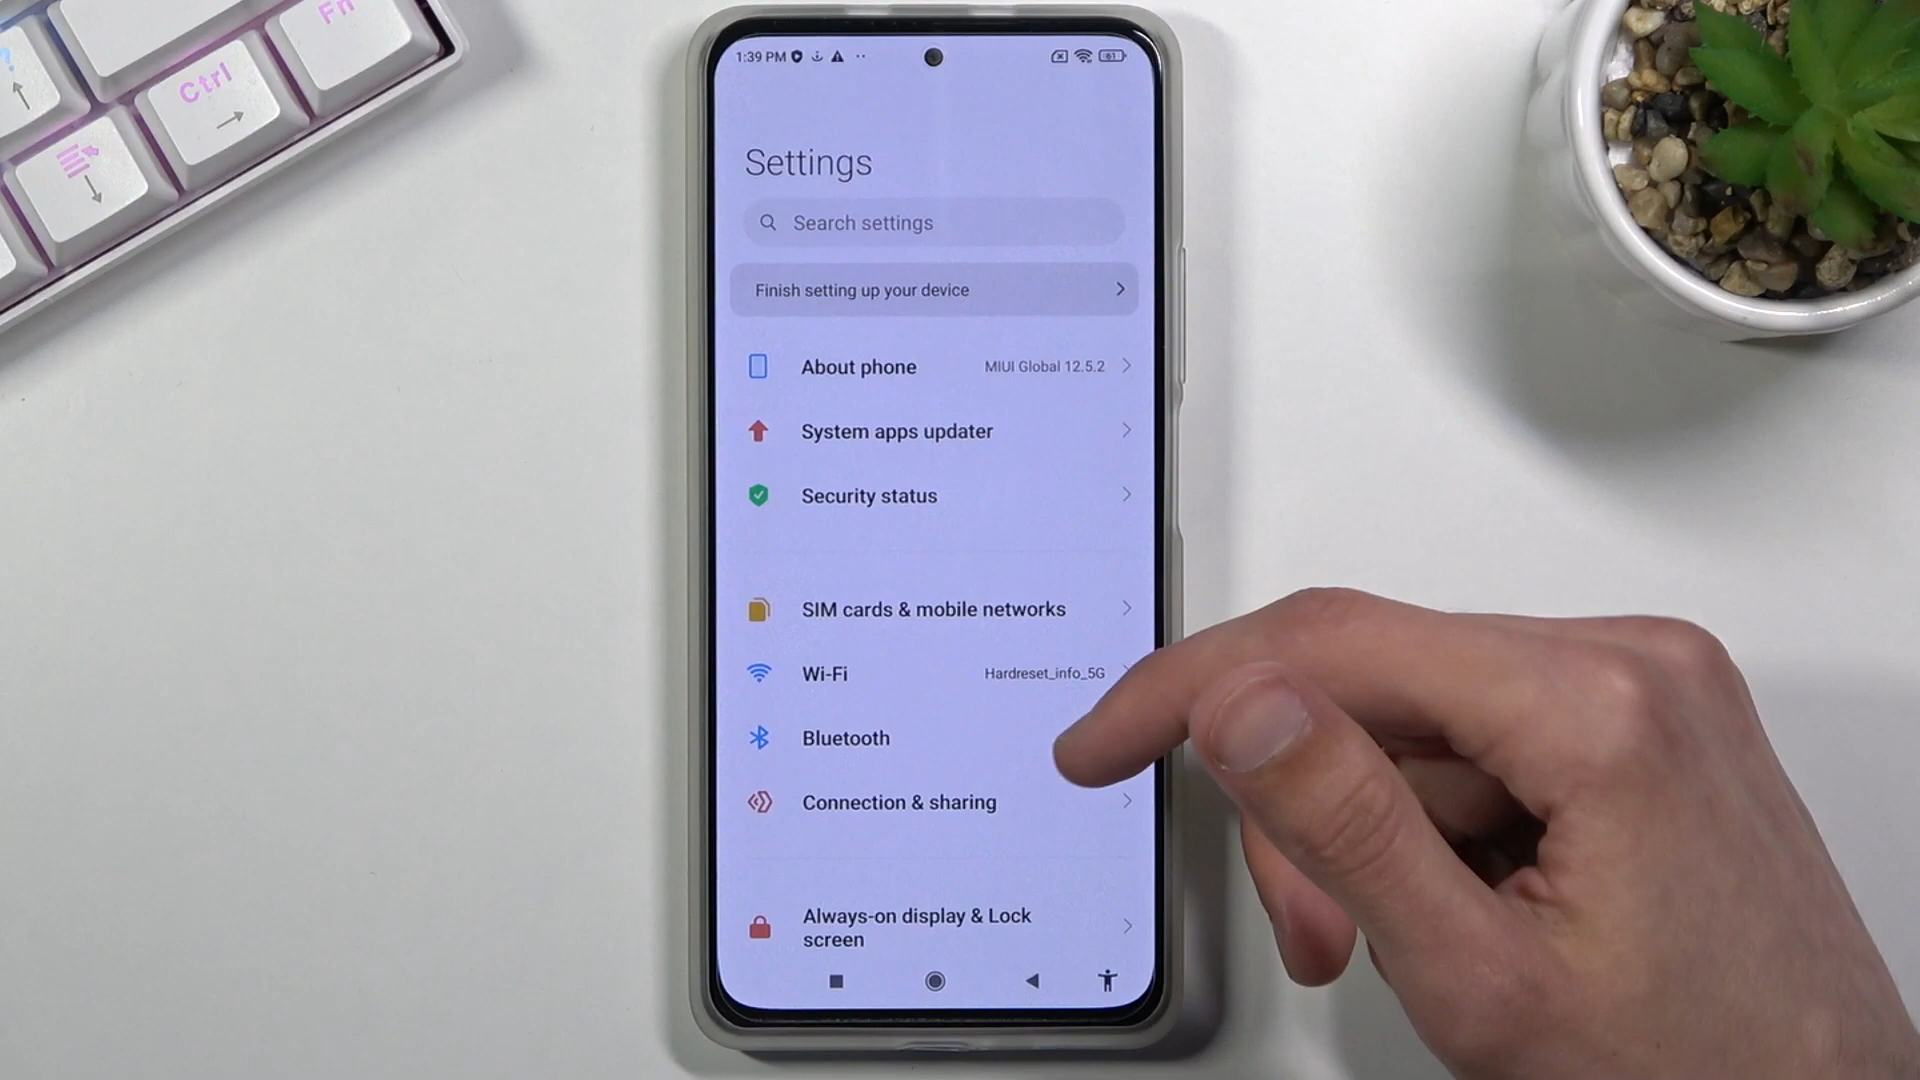 ?
Ctrl
Fn
1:39 PM
61
Settings
Search settings
Finish setting up your device
About phone MIUI Global 12.5.2
System apps updater
Security status
SIM cards & mobile networks
Wi-Fi Hardreset_info_5G
Bluetooth
Connection & sharing
Always-on display & Lock
screen